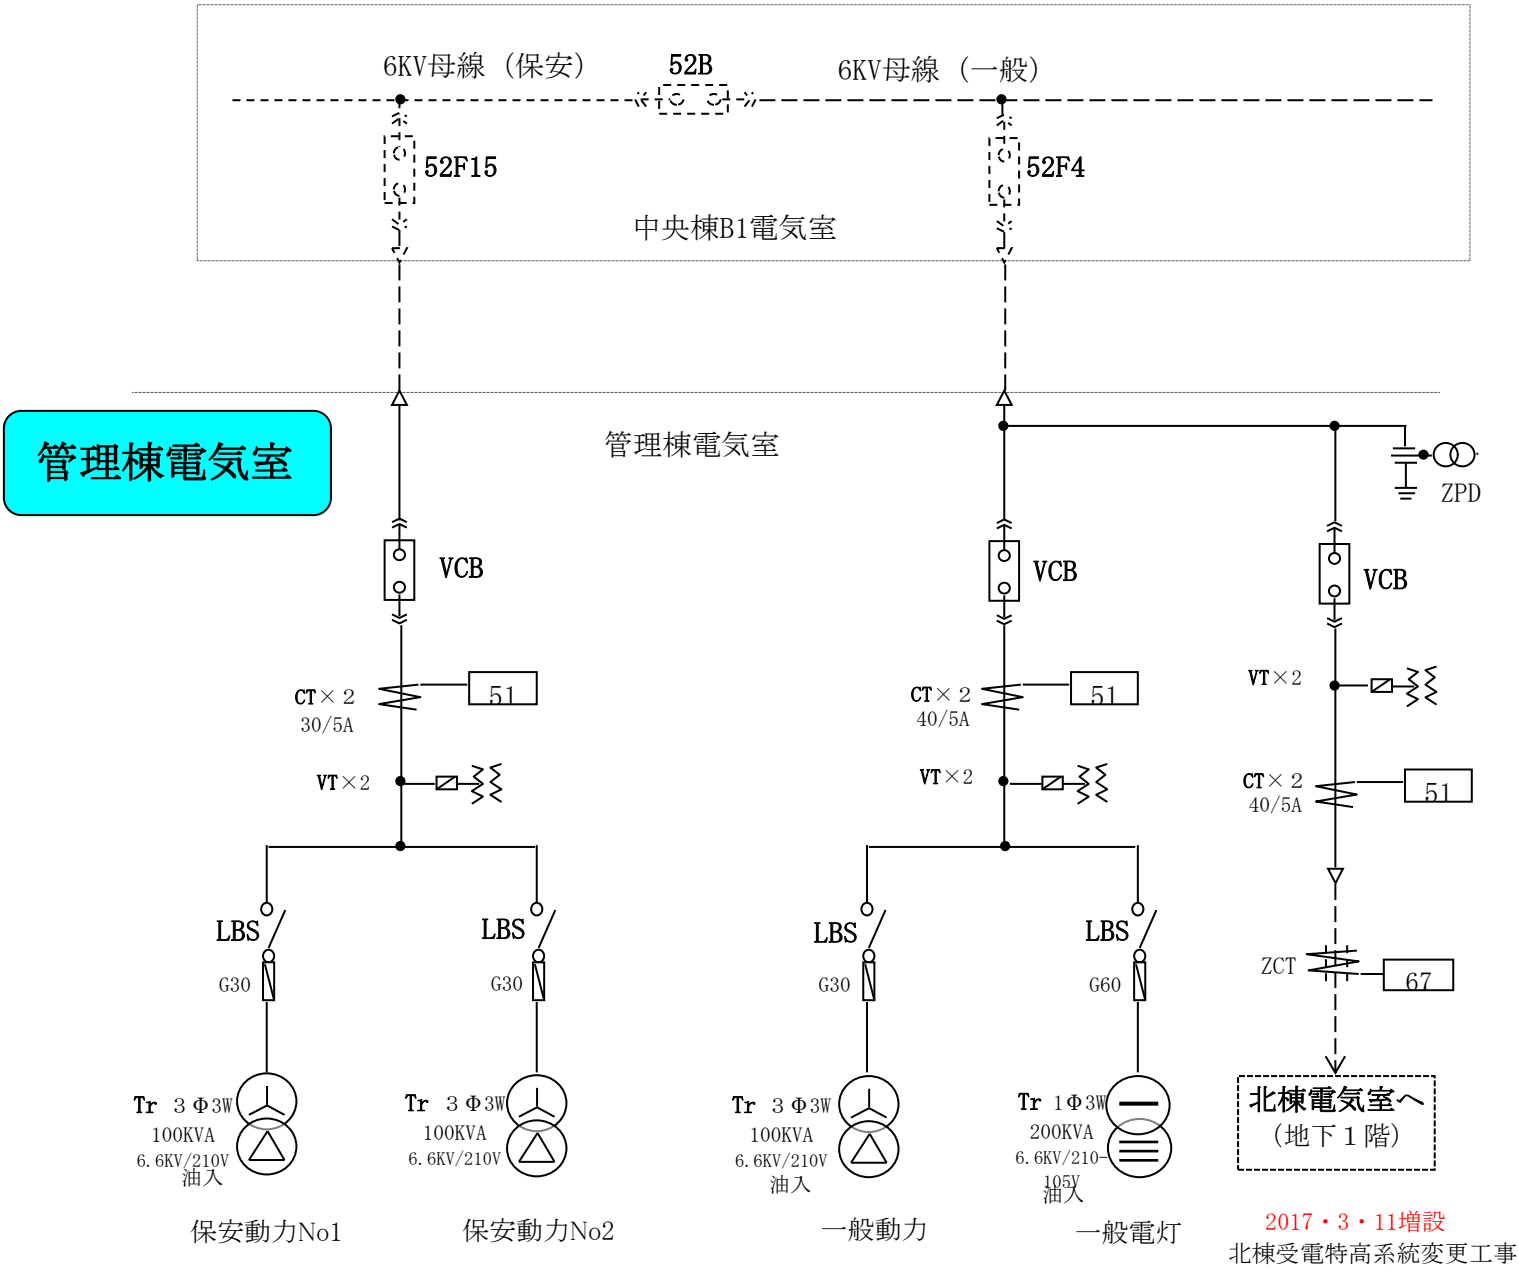 6KV母線（保安）
52B
6KV母線（一般）
52F15
52F4
中央棟B1電気室
管理棟電気室
管理棟電気室
ZPD
VCB
VCB
VCB
CT×２
30/5A
51
CT×２
40/5A
51
VT×2
VT×2
VT×2
CT×２
40/5A
51
LBS
G30
LBS
G30
LBS
G30
LBS
G60
ZCT
67
Tr ３Φ3W
100KVA
6.6KV/210V
油入
Tr ３Φ3W
100KVA
6.6KV/210V
Tr ３Φ3W
100KVA
6.6KV/210V
油入
Tr 1Φ3W
200KVA
6.6KV/210-
105V
油入
北棟電気室へ
（地下１階）
保安動力No1
保安動力No2
一般動力
一般電灯
2017・3・11増設
北棟受電特高系統変更工事